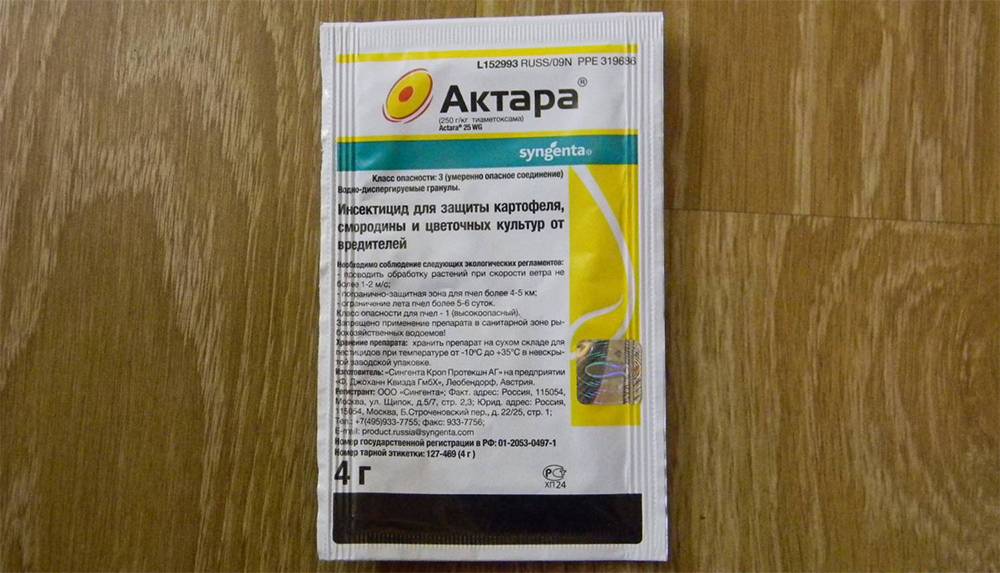 L152993 RUSS/09N PPE 319686
Актара®
(250 г/кг тиаметоксама)
Actara® 25 WG
syngenta
Класс опасности: 3 (умеренно опасное соединение)
Водно-диспергируемые гранулы.
Инсектицид для защиты картофеля,
смородины и цветочных культур от
вредителей
Необходимо соблюдение следующих экологических регламентов:
- проводить обработку растений при скорости ветра не
более 1-2 м/с;
- погранично-защитная зона для пчел более 4-5 км;
- ограничение лета пчел более 5-6 суток.
Класс опасности для пчел - 1 (высокоопасный).
Запрещено применение препарата в санитарной зоне ры-
бохозяйственных водоемов!
Хранение препарата: хранить препарат на сухом складе для
пестицидов при температуре от -10°С до +35°С в невскры-
той заводской упаковке.
Изготовитель: «Сингента Кроп Протекшн АГ» на предприятии
«Ф. Джоханн Квизда ГмбХ», Леобендорф, Австрия.
Регистрант: ООО «Сингента»; Факт. адрес: Россия, 115054,
Москва, ул. Щипок, д.5/7, стр. 2,3; Юрид. адрес: Россия,
115054, Москва, Б.Строченовский пер., д. 22/25, стр. 1;
Тел.: +7(495)933-7755; факс: 933-7756;
E-mail: product.russia@syngenta.com
Номер государственной регистрации в РФ: 01-2053-0497-1
Номер тарной этикетки: 127-469 (4 г)
4 г
ХП24